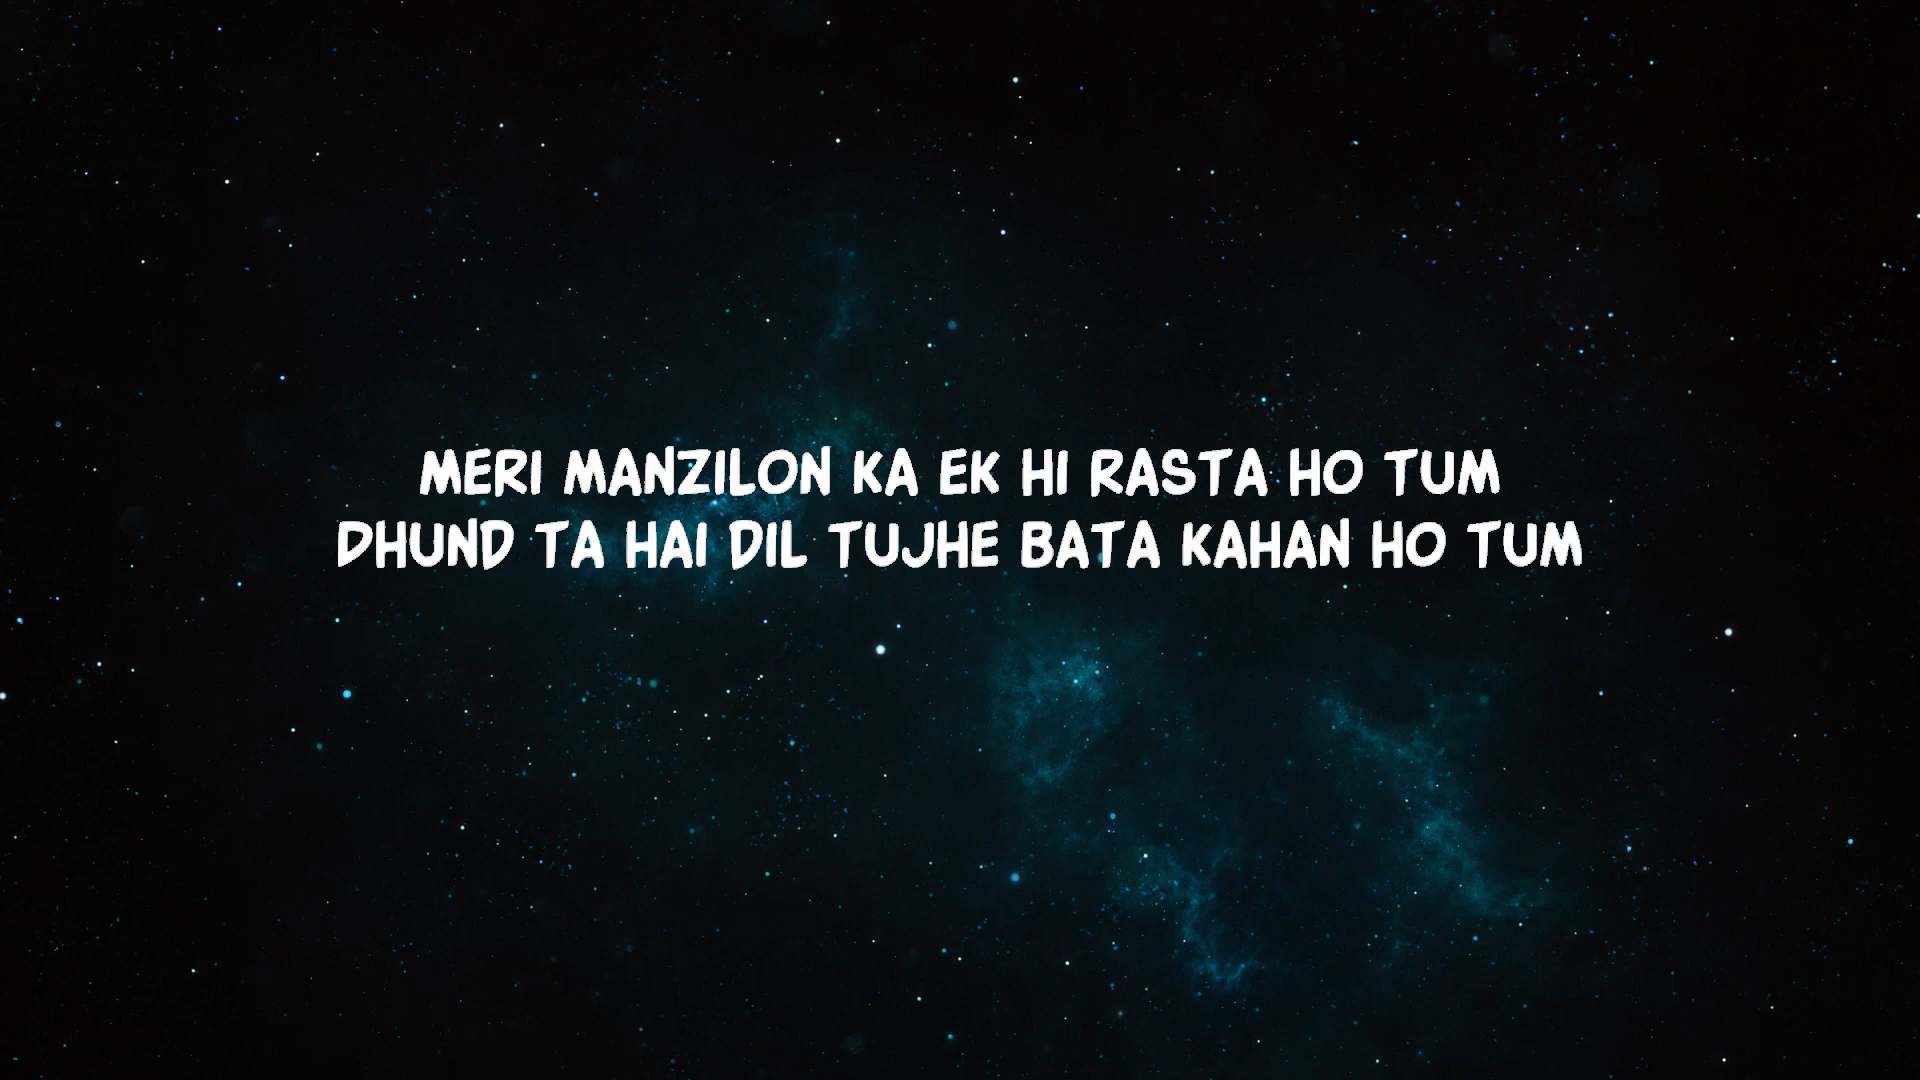 MERI MANZILON KA EK HI RASTA HO TUM
DHUND TA HAI DIL TUJHE BATA KAHAN HO TUM